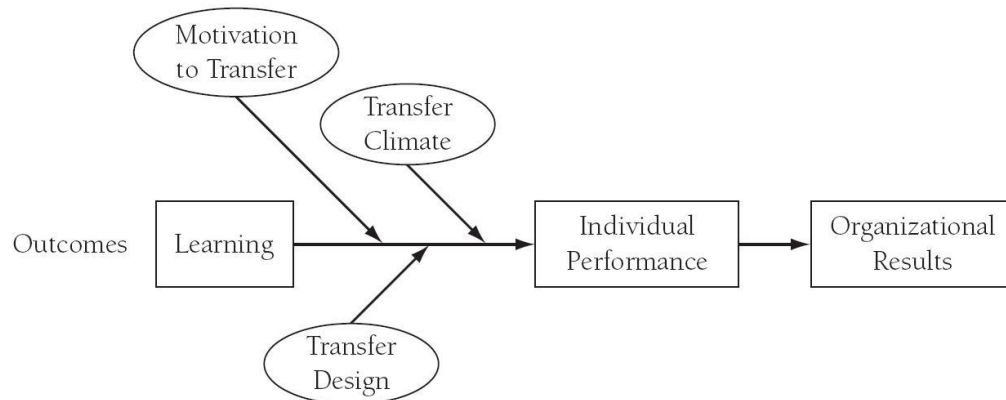 Motivation
to Transfer
Transfer
Climate
Outcomes
Learning
Individual
Performance
Organizational
Results
Transfer
Design